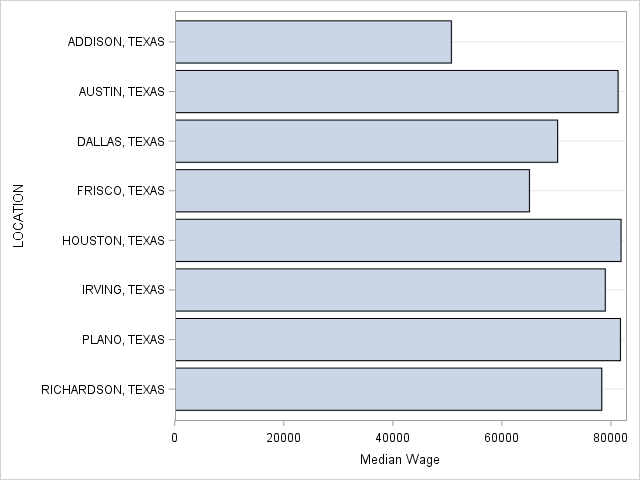 LOCATION
ADDISON, TEXAS
AUSTIN, TEXAS
DALLAS, TEXAS
FRISCO, TEXAS
HOUSTON, TEXAS
IRVING, TEXAS
PLANO, TEXAS
RICHARDSON, TEXAS
0 20000 40000 60000 80000
Median Wage